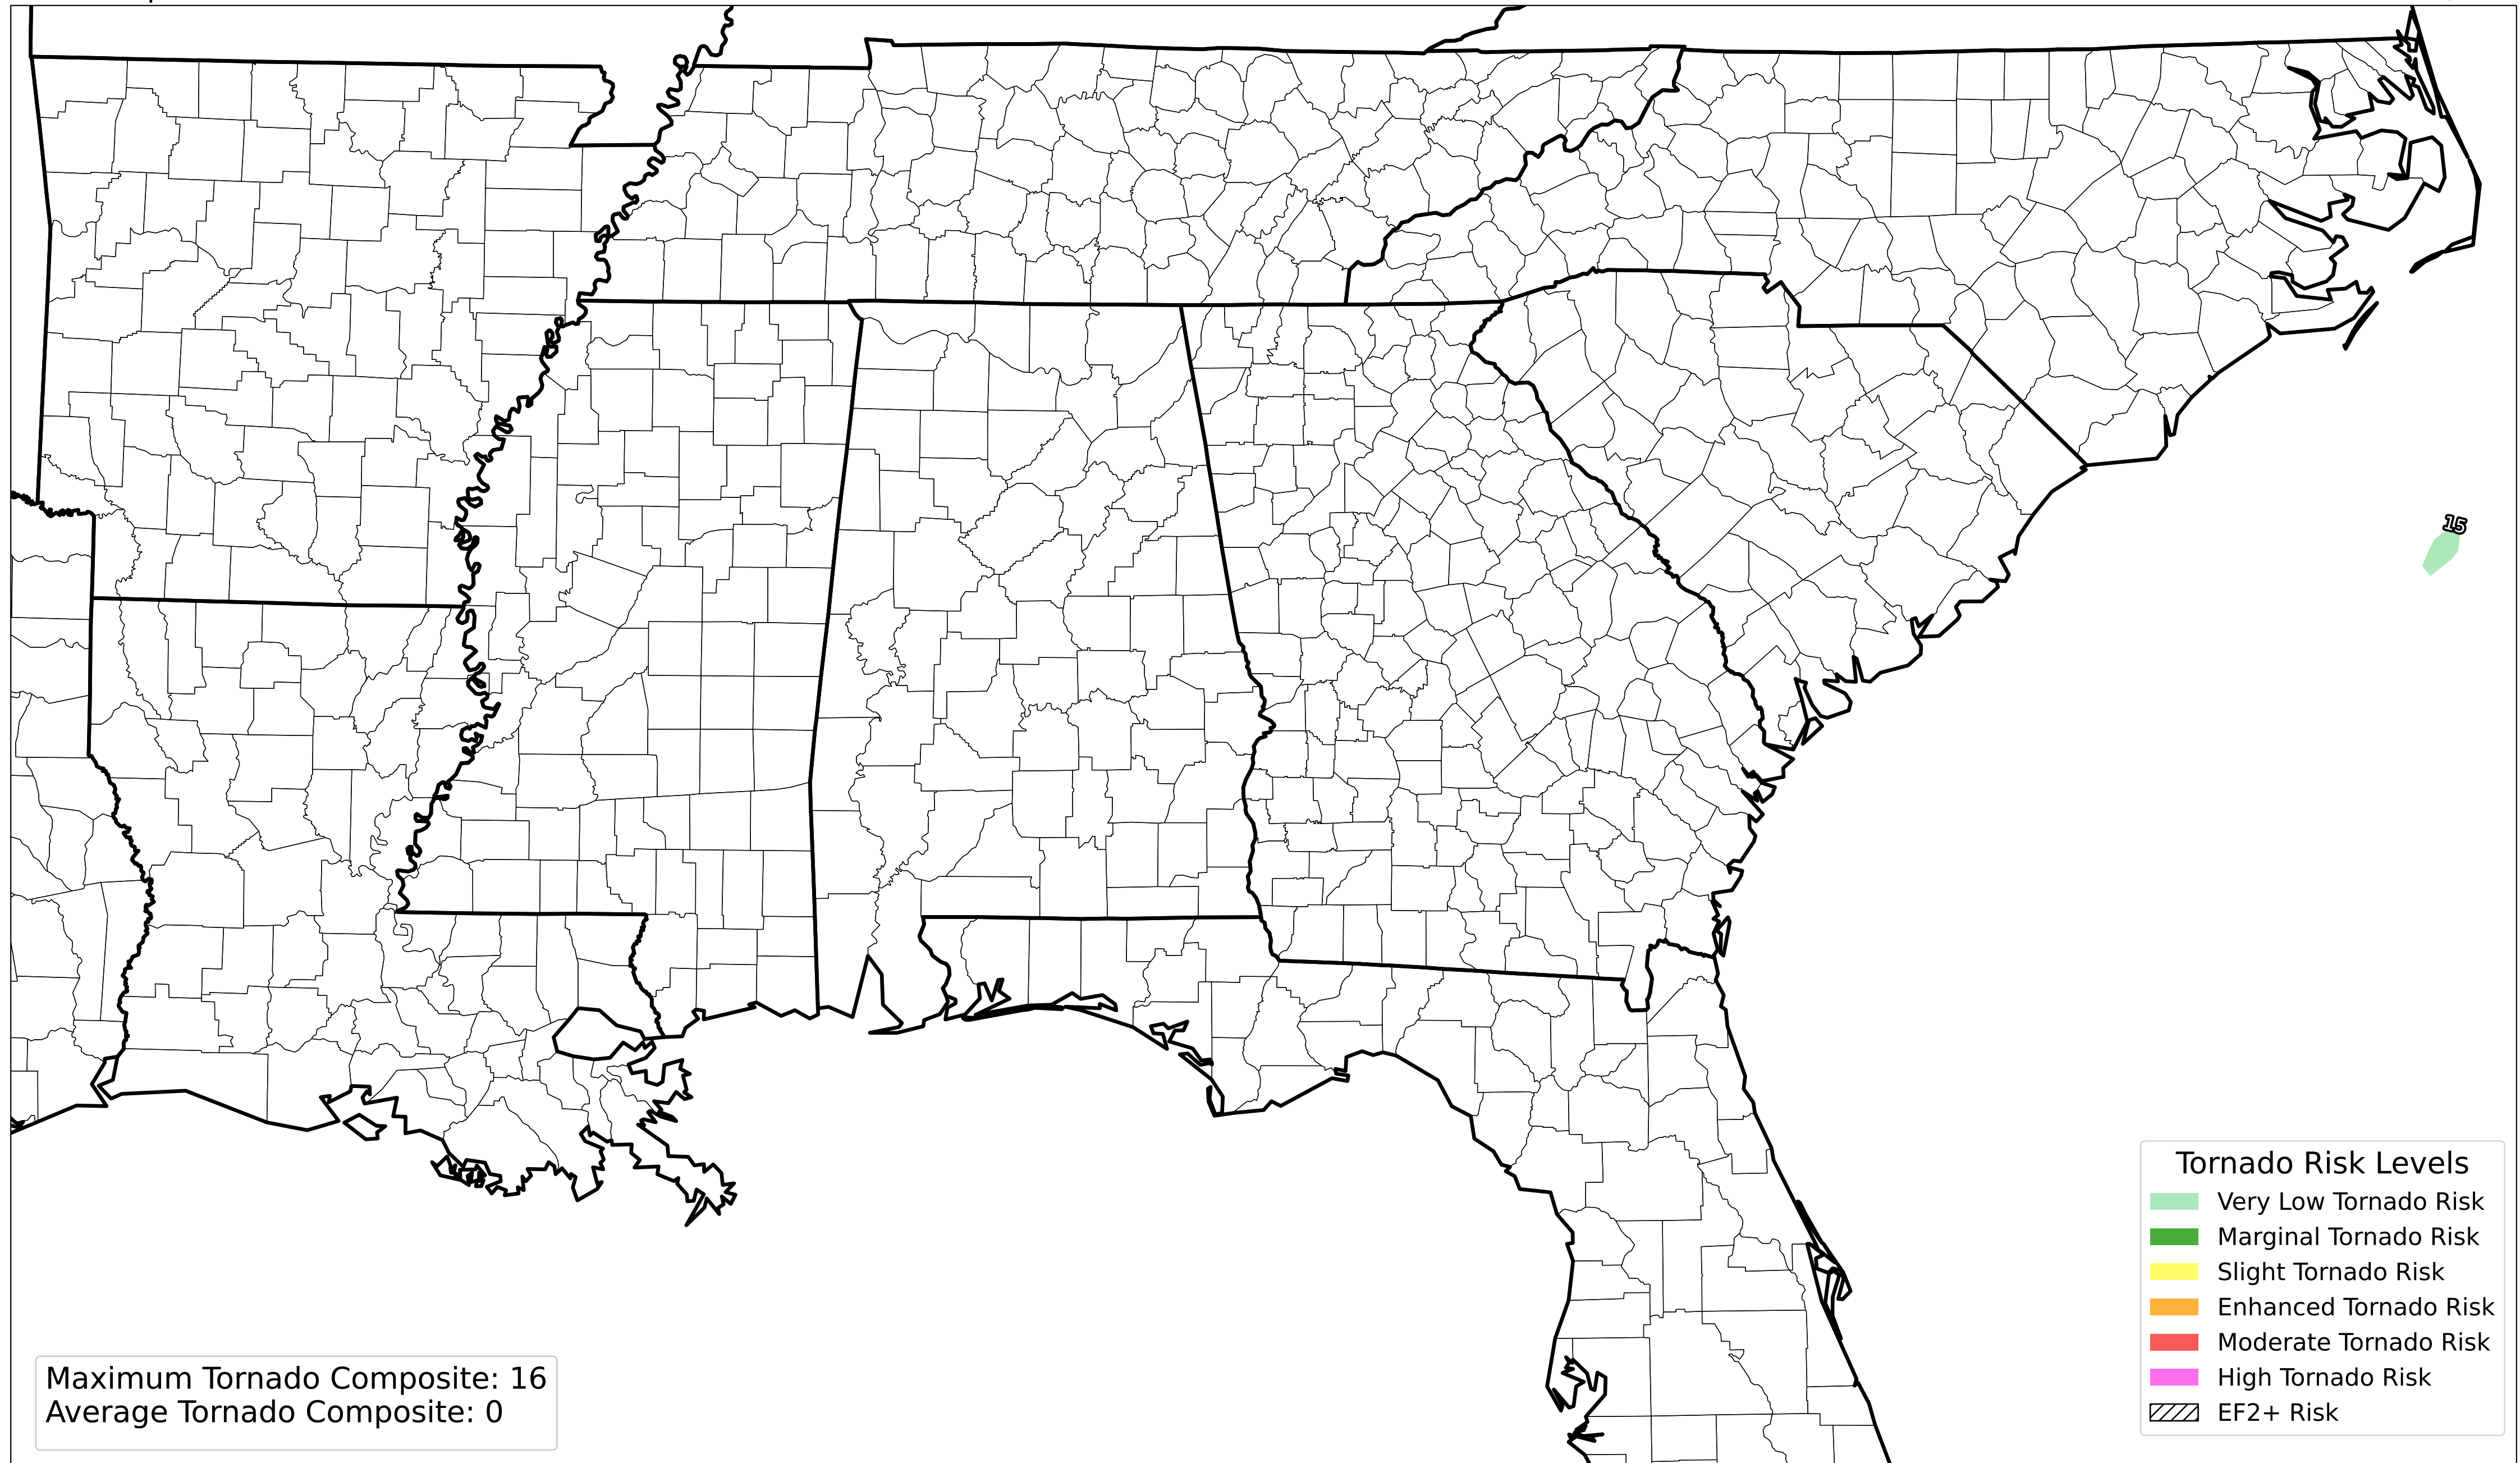 15
Tornado Risk Levels
Very Low Tornado Risk
Marginal Tornado Risk
Slight Tornado Risk
Enhanced Tornado Risk
Moderate Tornado Risk
High Tornado Risk
EF2+ Risk
Maximum Tornado Composite: 16
Average Tornado Composite: 0